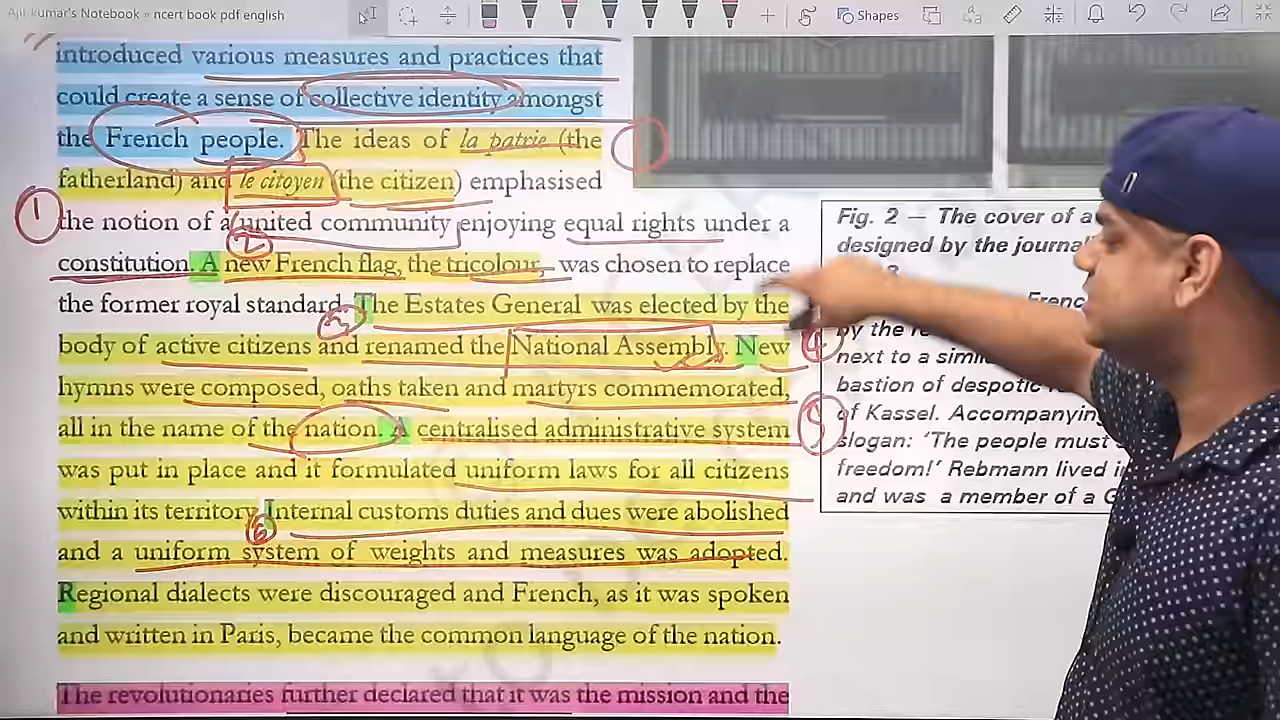 Ajit kumar's Notebook » ncert book pdf english
Shapes
introduced various measures and practices that
could create a sense of collective identity amongst
the French people. The ideas of la patrie (the
fatherland) and le citoyen (the citizen) emphasised
the notion of a united community enjoying equal rights under a
constitution. A new French flag, the tricolour, was chosen to replace
the former royal standard. The Estates General was elected by the
body of active citizens and renamed the National Assembly. New
hymns were composed, oaths taken and martyrs commemorated,
all in the name of the nation. A centralised administrative system
was put in place and it formulated uniform laws for all citizens
within its territory. Internal customs duties and dues were abolished
and a uniform system of weights and measures was adopted.
Regional dialects were discouraged and French, as it was spoken
and written in Paris, became the common language of the nation.
The revolutionaries further declared that it was the mission and the
1
1
2
3
4
5
6
Fig. 2 — The cover of a
designed by the
by the
next to a
bastion of despotic
of Kassel. Accompanying
slogan: 'The people must
freedom!' Rebmann lived
and was a member of a